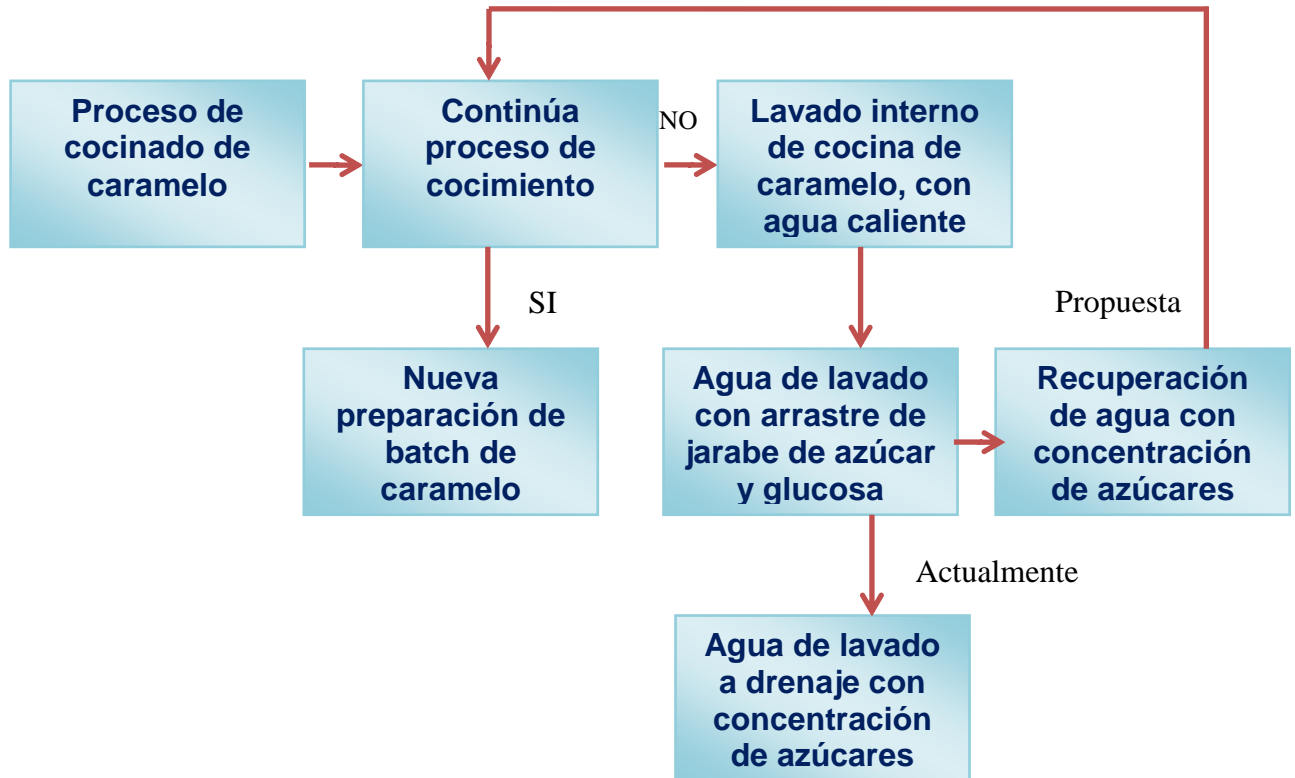 Proceso de
cocinado de
caramelo
Continúa
proceso de
cocimiento
NO
Lavado interno
de cocina de
caramelo, con
agua caliente
SI
Propuesta
Nueva
preparación de
batch de
caramelo
Agua de lavado
con arrastre de
jarabe de azúcar
y glucosa
Recuperación
de agua con
concentración
de azúcares
Actualmente
Agua de lavado
a drenaje con
concentración
de azúcares